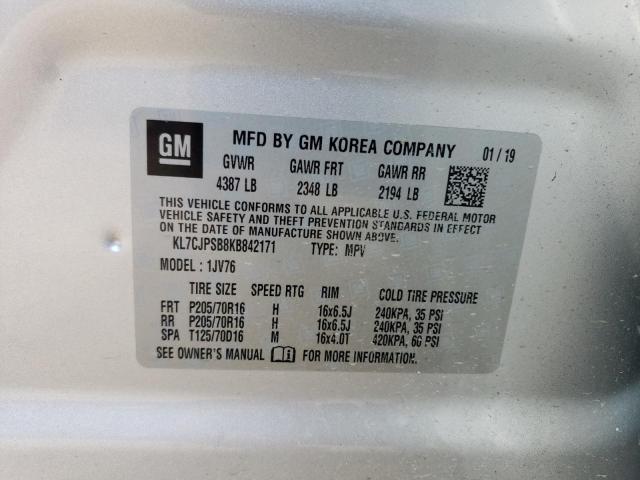 GM MFD BY GM KOREA COMPANY 01/19
GVWR GAWR FRT GAWR RR
4387 LB 2348 LB 2194 LB
THIS VEHICLE CONFORMS TO ALL APPLICABLE U.S. FEDERAL MOTOR
VEHICLE SAFETY AND THEFT PREVENTION STANDARDS IN EFFECT
ON THE DATE OF MANUFACTURE SHOWN ABOVE.
KL7CJPSB8KB842171 TYPE: MPV
MODEL: 1JV76
TIRE SIZE SPEED RTG RIM COLD TIRE PRESSURE
FRT P205/70R16 H 16x6.5J 240KPA, 35 PSI
RR P205/70R16 H 16x6.5J 240KPA, 35 PSI
SPA T125/70D16 M 16x4.0T 420KPA, 60 PSI
SEE OWNER'S MANUAL FOR MORE INFORMATION.